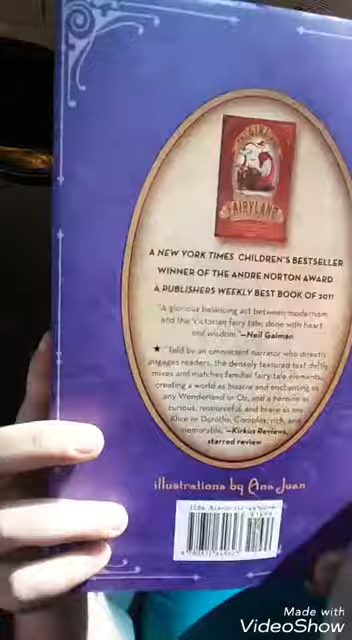 FAIRYLAND
A NEW YORK TIMES CHILDREN'S BESTSELLER
WINNER OF THE ANDRE NORTON AWARD
A PUBLISHERS WEEKLY BEST BOOK OF 2011
"A glorious balancing act between modernism
and the Victorian fairy tale, done with heart
and wisdom."—Neil Gaiman
★ "Told by an omniscient narrator who directly
engages readers, the densely textured text deftly
mixes and matches familiar fairy-tale elements,
creating a world as bizarre and enchanting as
any Wonderland or Oz, and a heroine as
curious, resourceful, and brave as any
Alice or Dorothy. Complex, rich, and
memorable."—Kirkus Reviews,
starred review
illustrations by Ana Juan
ISBN
Made with
VideoShow